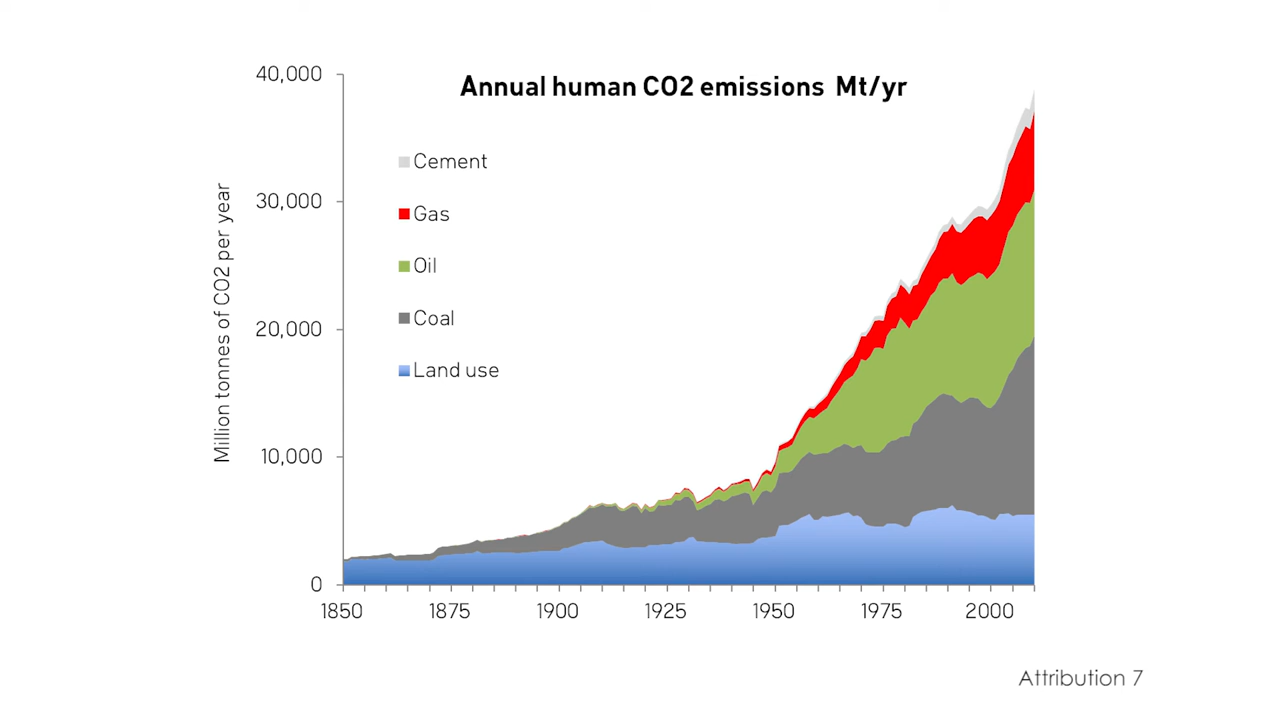 Annual human CO2 emissions Mt/yr
Million tonnes of CO2 per year
40,000
30,000
20,000
10,000
0
Cement
Gas
Oil
Coal
Land use
1850 1875 1900 1925 1950 1975 2000
Attribution 7